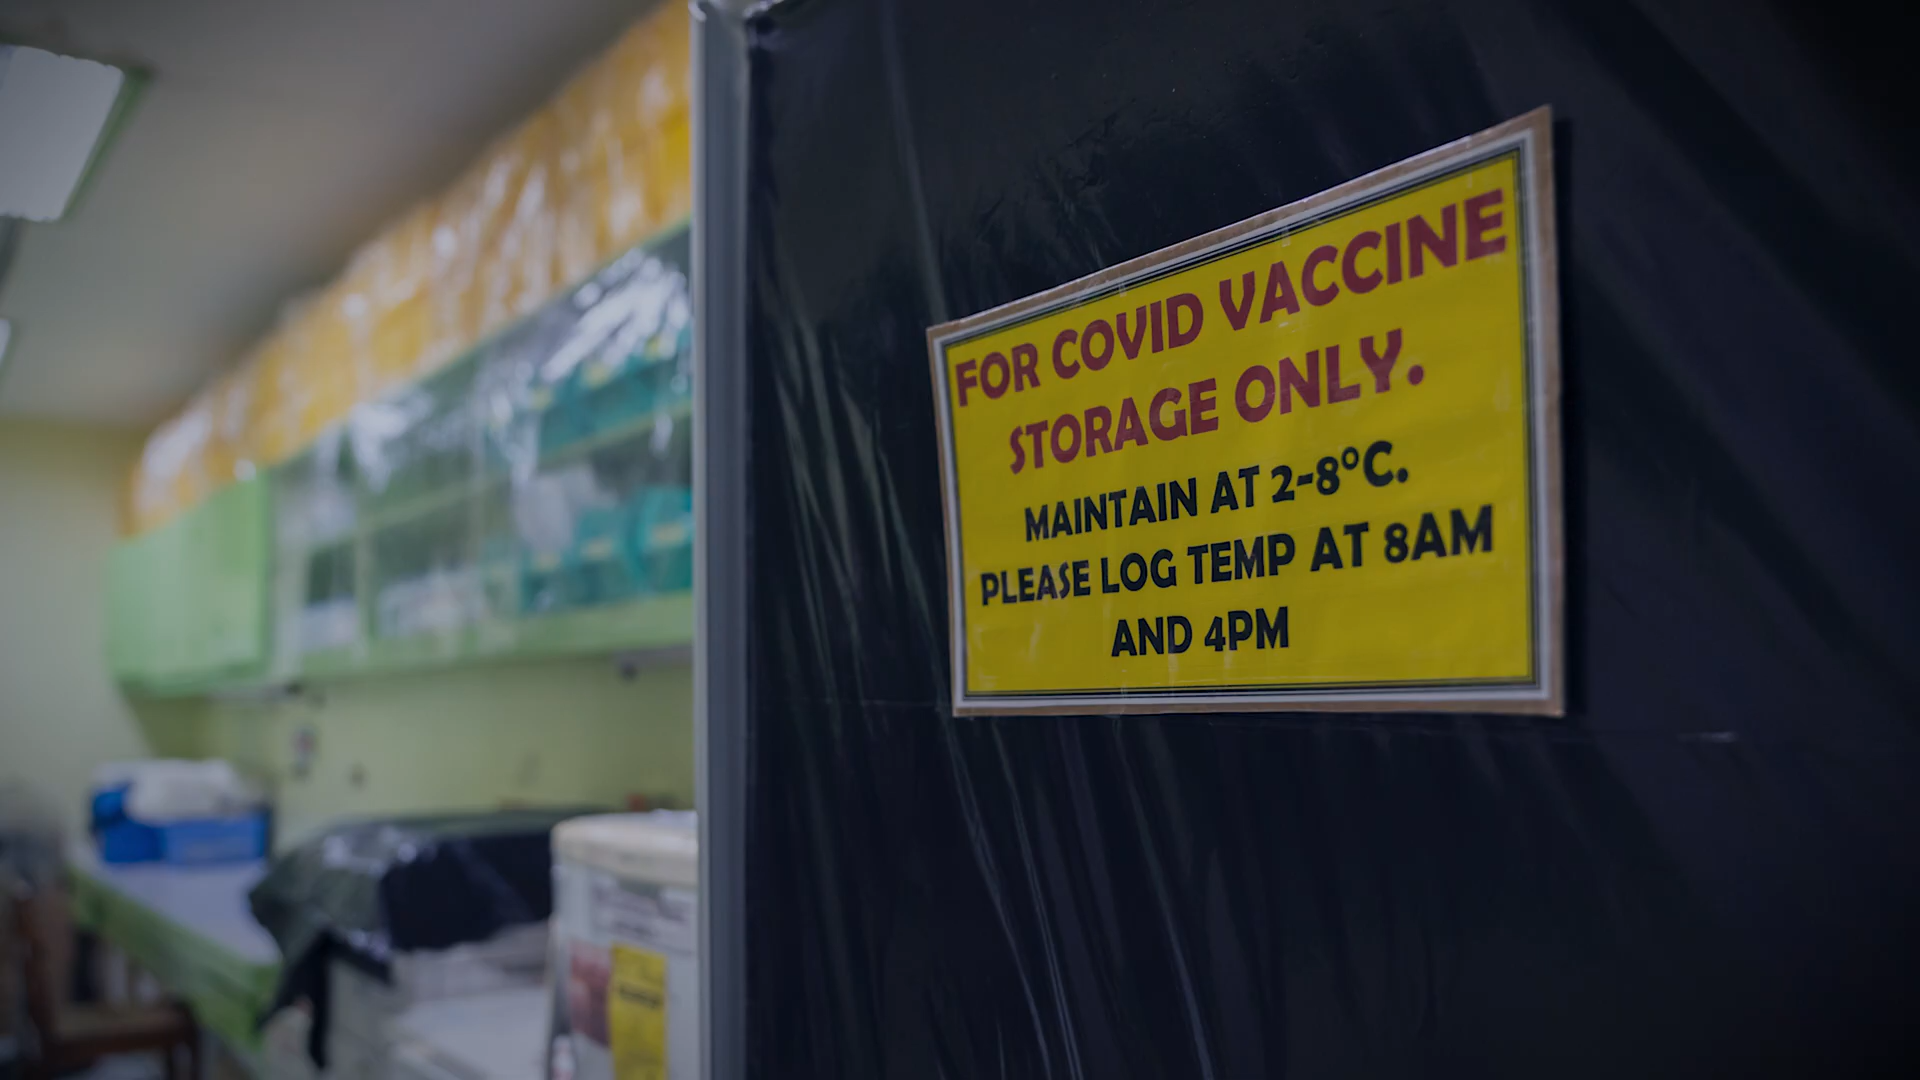 FOR COVID VACCINE
STORAGE ONLY.
MAINTAIN AT 2-8°C.
PLEASE LOG TEMP AT 8AM
AND 4PM